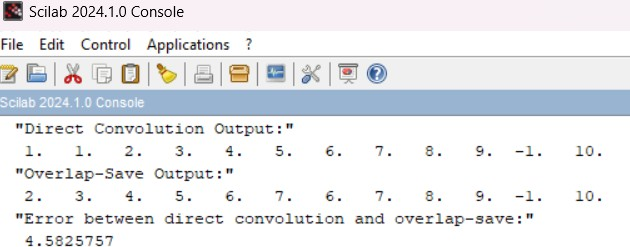 Scilab 2024.1.0 Console
File Edit Control Applications ?
Scilab 2024.1.0 Console
"Direct Convolution Output:"
1. 1. 2. 3. 4. 5. 6. 7. 8. 9. -1. 10.
"Overlap-Save Output:"
2. 3. 4. 5. 6. 7. 6. 7. 8. 9. -1. 10.
"Error between direct convolution and overlap-save:"
4.5825757